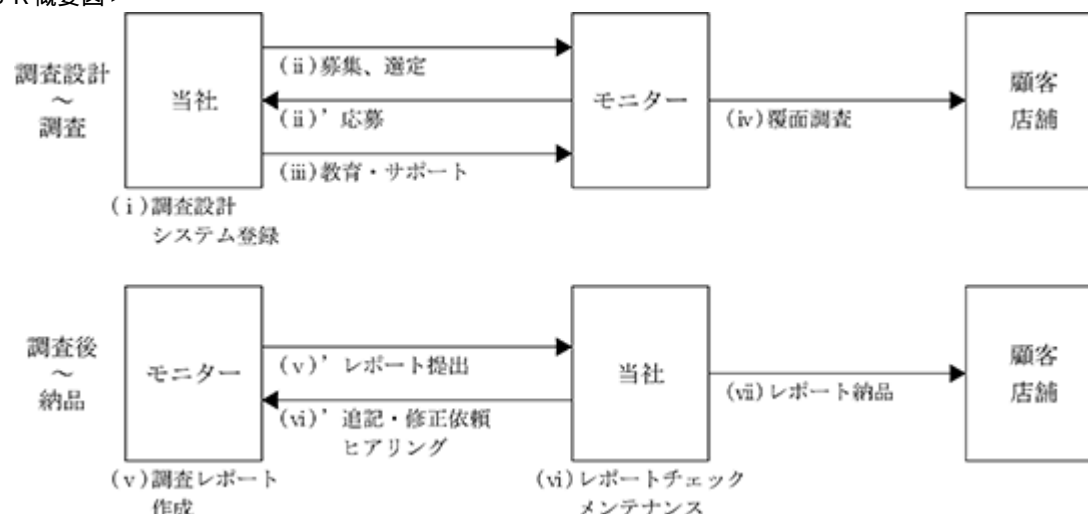 概要図>
調査設計
～
調査
当社
(ii)募集、選定
(ii)’応募
(iii)教育・サポート
モニター
(iv)覆面調査
顧客
店舗
(i)調査設計
システム登録
調査後
～
納品
モニター
(v)’レポート提出
(vi)’追記・修正依頼
ヒアリング
当社
(vii)レポート納品
顧客
店舗
(v)調査レポート
作成
(vi)レポートチェック
メンテナンス